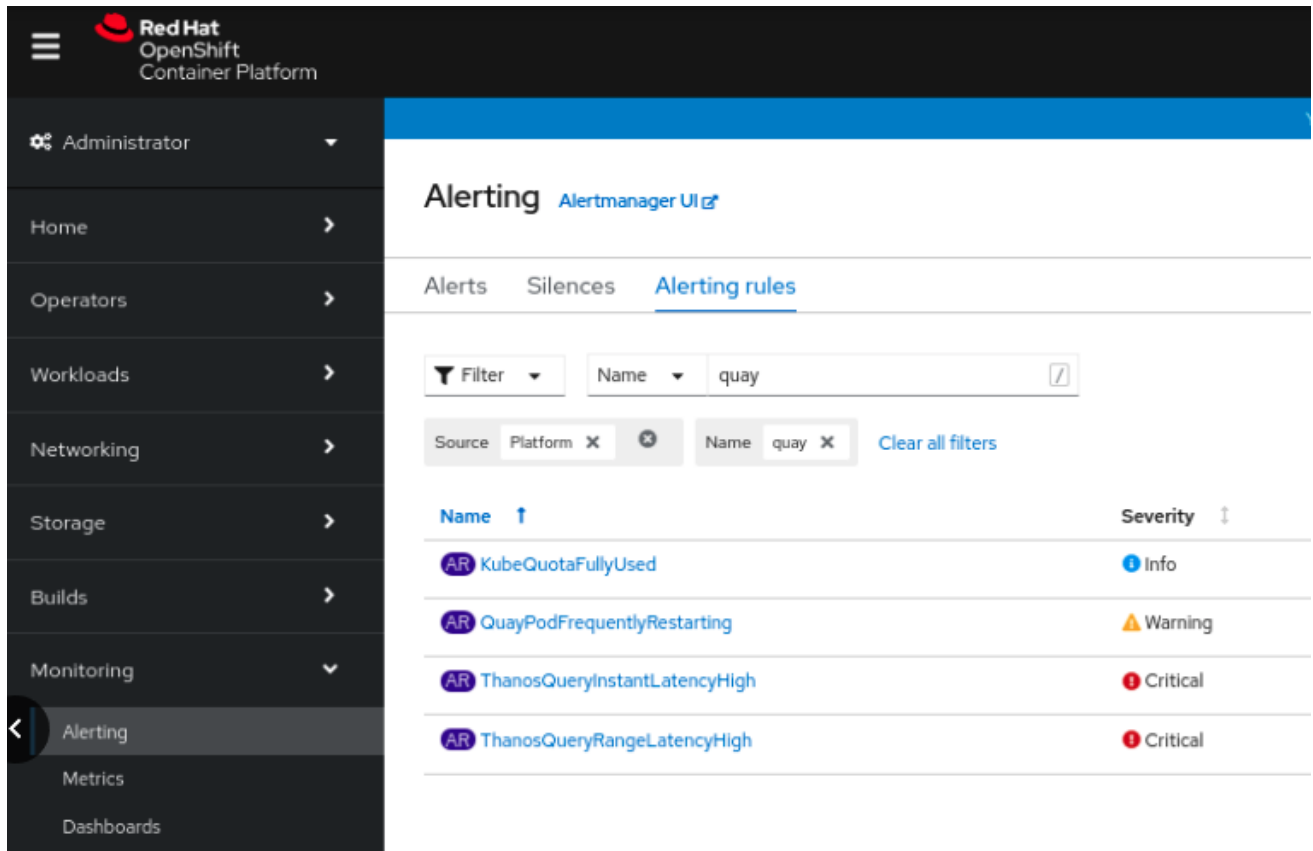 Red Hat
OpenShift
Container Platform
Administrator
Home
Operators
Workloads
Networking
Storage
Builds
Monitoring
Alerting
Metrics
Dashboards
Alerting Alertmanager UI
Alerts Silences Alerting rules
Filter Name quay /
Source Platform Name quay Clear all filters
Name Severity
AR KubeQuotaFullyUsed Info
AR QuayPodFrequentlyRestarting Warning
AR ThanosQueryInstantLatencyHigh Critical
AR ThanosQueryRangeLatencyHigh Critical